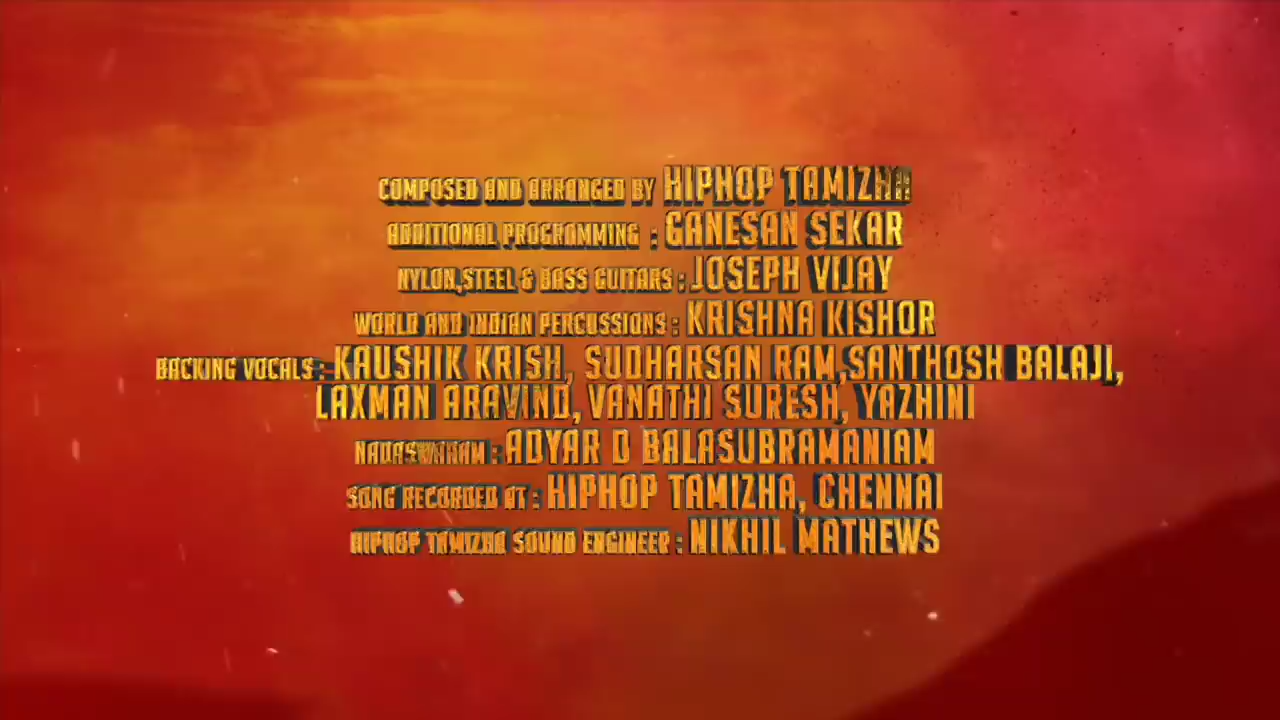 COMPOSED AND ARRANGED BY HIPHOP TAMIZHA
ADDITIONAL PROGRAMMING : GANESAN SEKAR
NYLON,STEEL & BASS GUITARS : JOSEPH VIJAY
WORLD AND INDIAN PERCUSSIONS : KRISHNA KISHOR
BACKING VOCALS : KAUSHIK KRISH, SUDHARSAN RAM,SANTHOSH BALAJI,
LAXMAN ARAVIND, VANATHI SURESH, YAZHINI
NADASWARAM : ADYAR D BALASUBRAMANIAM
SONG RECORDED AT : HIPHOP TAMIZHA, CHENNAI
HIPHOP TAMIZHA SOUND ENGINEER : NIKHIL MATHEWS